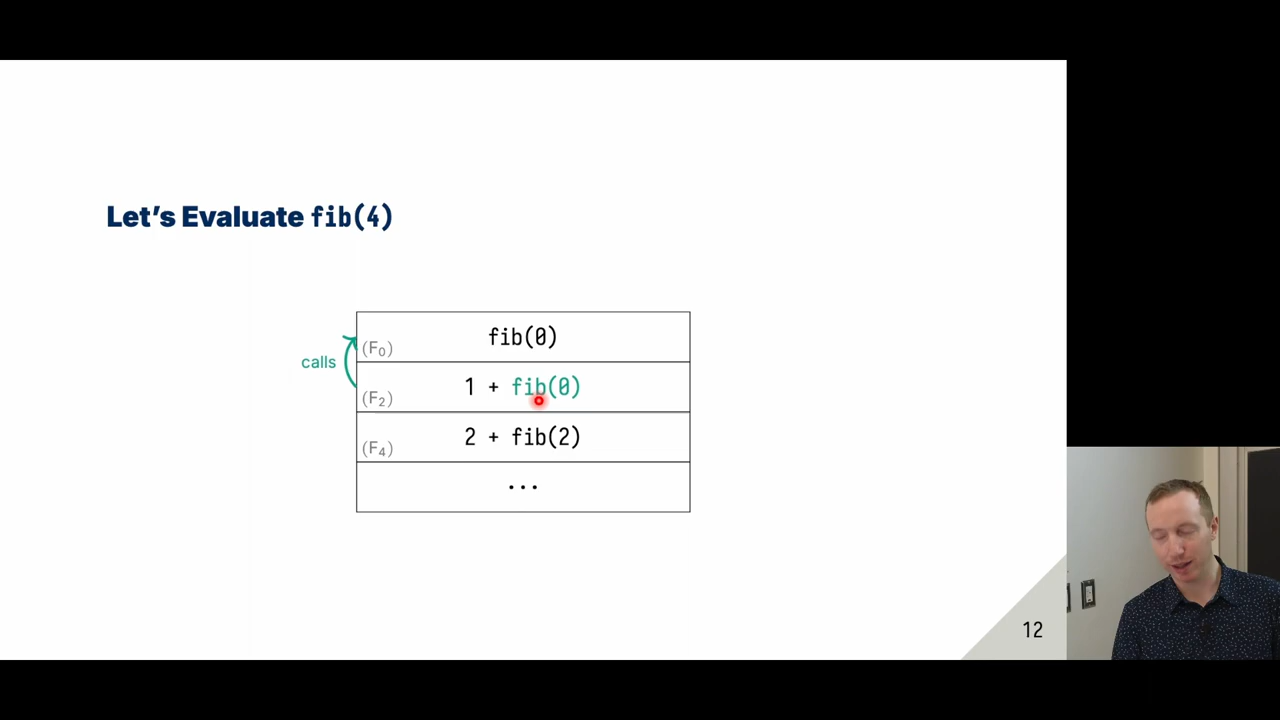 Let's Evaluate fib(4)
fib(0)
(F₀)
calls
1 + fib(0)
(F₂)
2 + fib(2)
(F₄)
...
12